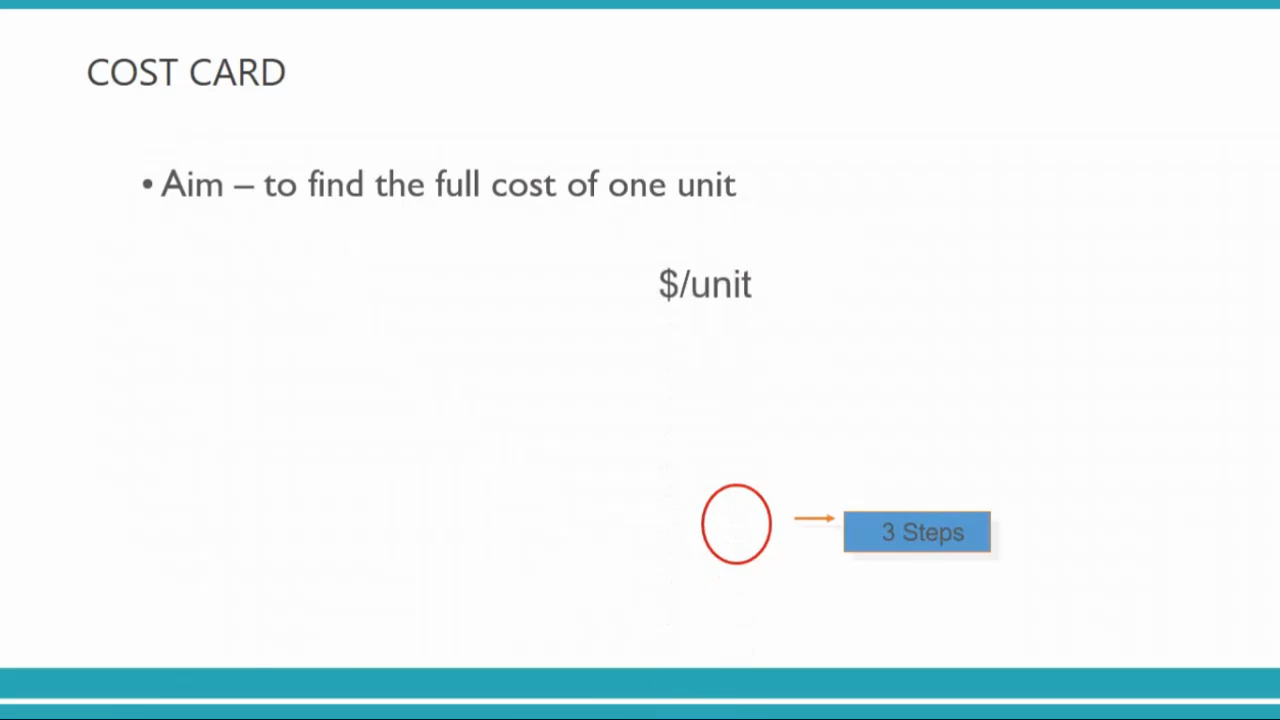 COST CARD
• Aim – to find the full cost of one unit
$/unit
3 Steps